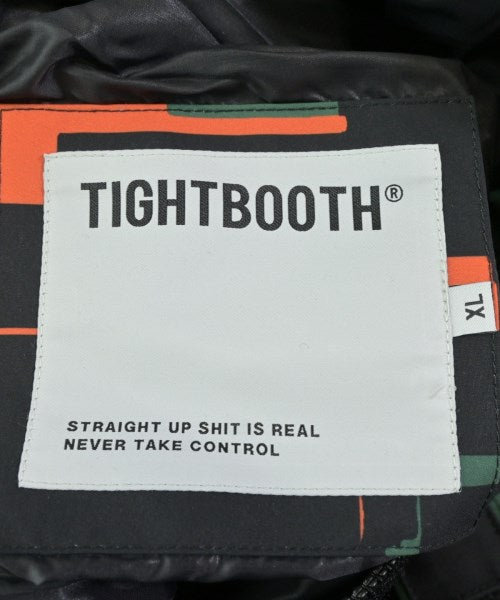 TIGHTBOOTH®
XL
STRAIGHT UP SHIT IS REAL
NEVER TAKE CONTROL